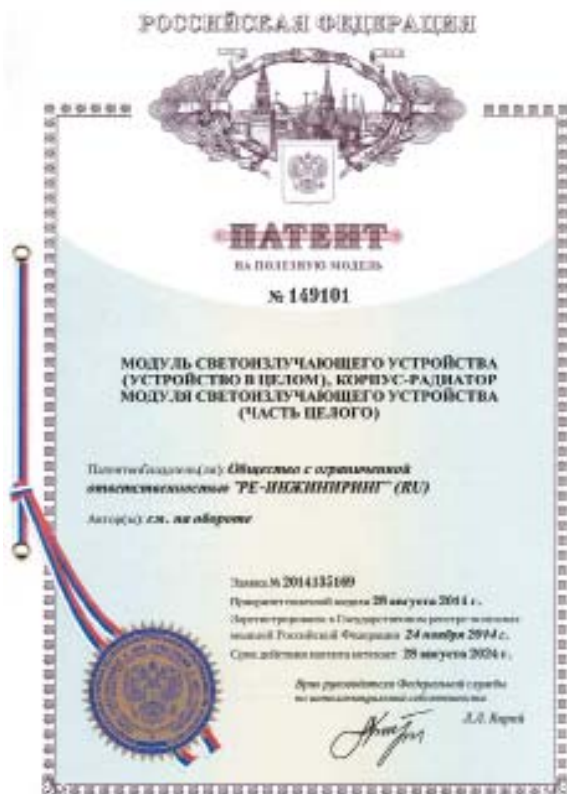 РОССИЙСКАЯ ФЕДЕРАЦИЯ
ПАТЕНТ
НА ПОЛЕЗНУЮ МОДЕЛЬ
№ 149101
МОДУЛЬ СВЕТОИЗЛУЧАЮЩЕГО УСТРОЙСТВА
(УСТРОЙСТВО В ЦЕЛОМ), КОРПУС-РАДИАТОР
МОДУЛЯ СВЕТОИЗЛУЧАЮЩЕГО УСТРОЙСТВА
(ЧАСТЬ ЦЕЛОГО)
Патентообладатель(ли): Общество с ограниченной
ответственностью "РЕ-ИНЖИНИРИНГ" (RU)
Автор(ы): см. на обороте
Заявка № 2014135169
Приоритет полезной модели 28 августа 2014 г.
Зарегистрировано в Государственном реестре полезных
моделей Российской Федерации 24 ноября 2014 г.
Срок действия патента истекает 28 августа 2024 г.
Врио руководителя Федеральной службы
по интеллектуальной собственности
Л.Л. Кирий